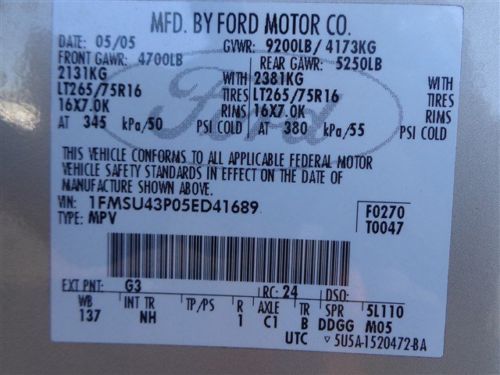 MFD. BY FORD MOTOR CO.
DATE: 05/05 GVWR: 9200LB/ 4173KG
FRONT GAWR: 4700LB REAR GAWR: 5250LB
2131KG WITH 2381KG WITH
LT265/75R16 TIRES LT265/75R16 TIRES
16X7.0K RIMS 16X7.0K RIMS
AT 345 kPa/50 PSI COLD AT 380 kPa/55 PSI COLD
Ford
THIS VEHICLE CONFORMS TO ALL APPLICABLE FEDERAL MOTOR
VEHICLE SAFETY STANDARDS IN EFFECT ON THE DATE OF
MANUFACTURE SHOWN ABOVE.
VIN: 1FMSU43P05ED41689 F0270
TYPE: MPV T0047
EXT PNT: G3 RC: 24 DSO:
WB INT TR TP/PS R AXLE TR SPR 5L110
137 NH 1 C1 B DDGG M05
UTC ▽5U5A-1520472-BA